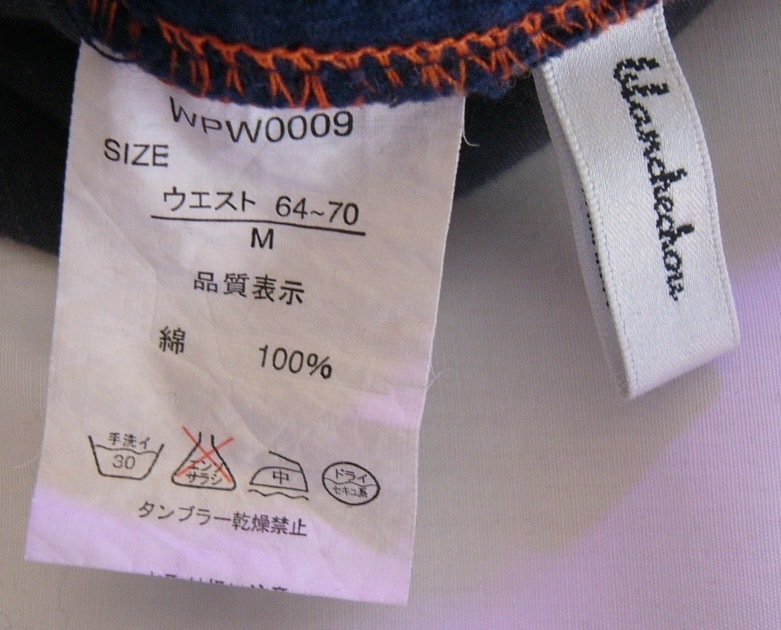 WPW0009
SIZE
ウエスト 64~70
M
品質表示
綿 100%
手洗イ
30
エンソ
サラシ
中
ドライ
セキユ系
タンブラー乾燥禁止
blanchechou